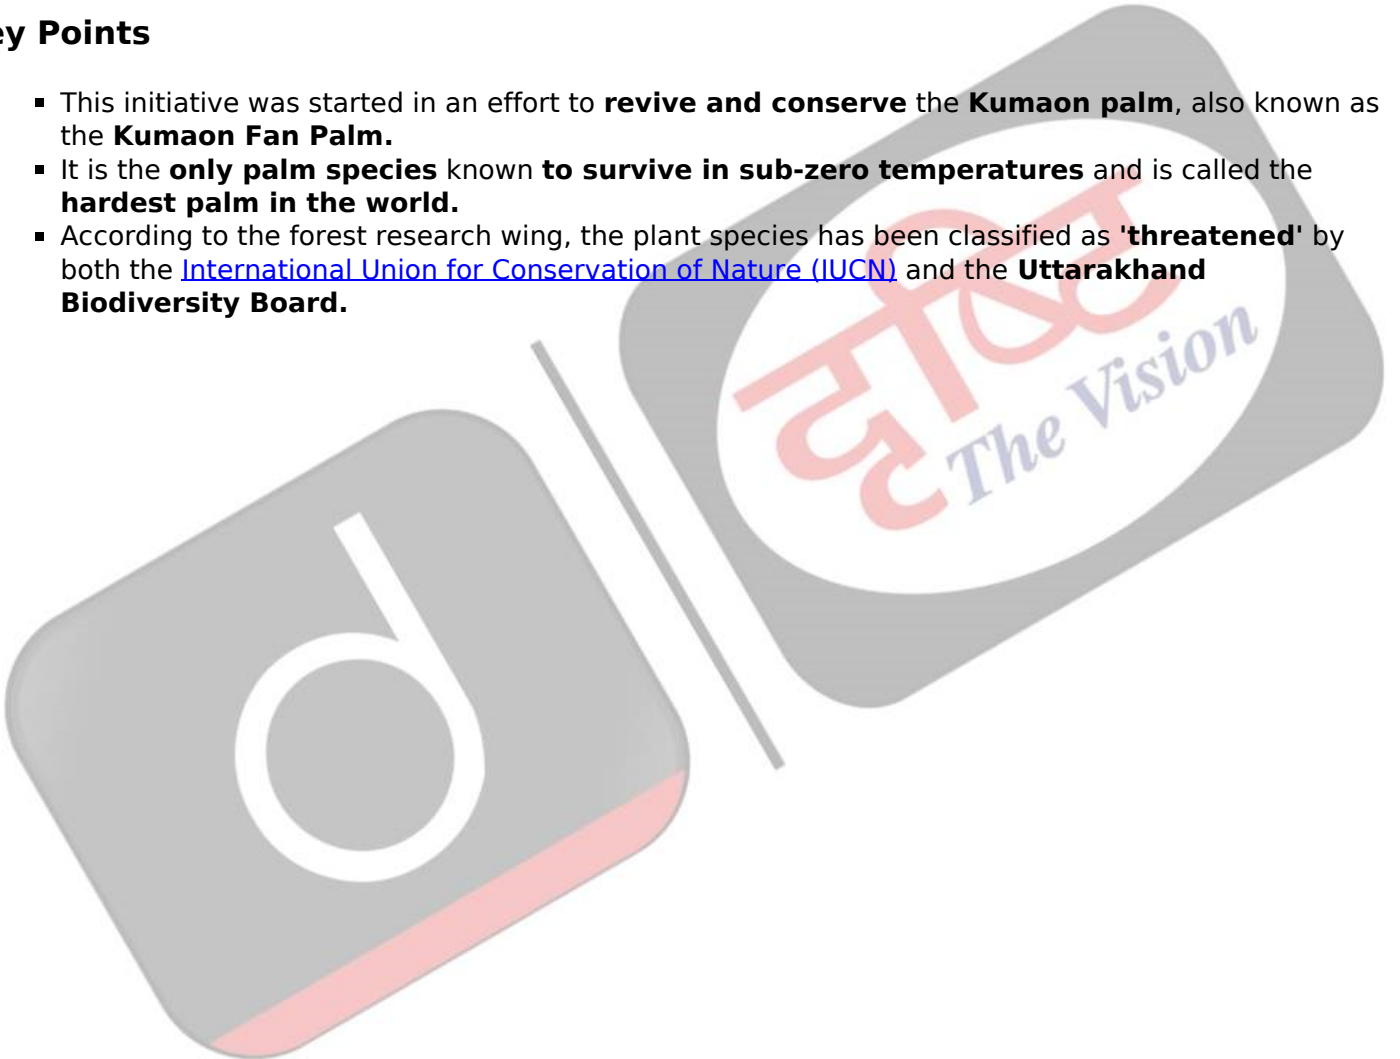 ey Points
▪ This initiative was started in an effort to revive and conserve the Kumaon palm, also known as
the Kumaon Fan Palm.
▪ It is the only palm species known to survive in sub-zero temperatures and is called the
hardest palm in the world.
▪ According to the forest research wing, the plant species has been classified as 'threatened' by
both the International Union for Conservation of Nature (IUCN) and the Uttarakhand
Biodiversity Board.
दृष्टि
The Vision
d